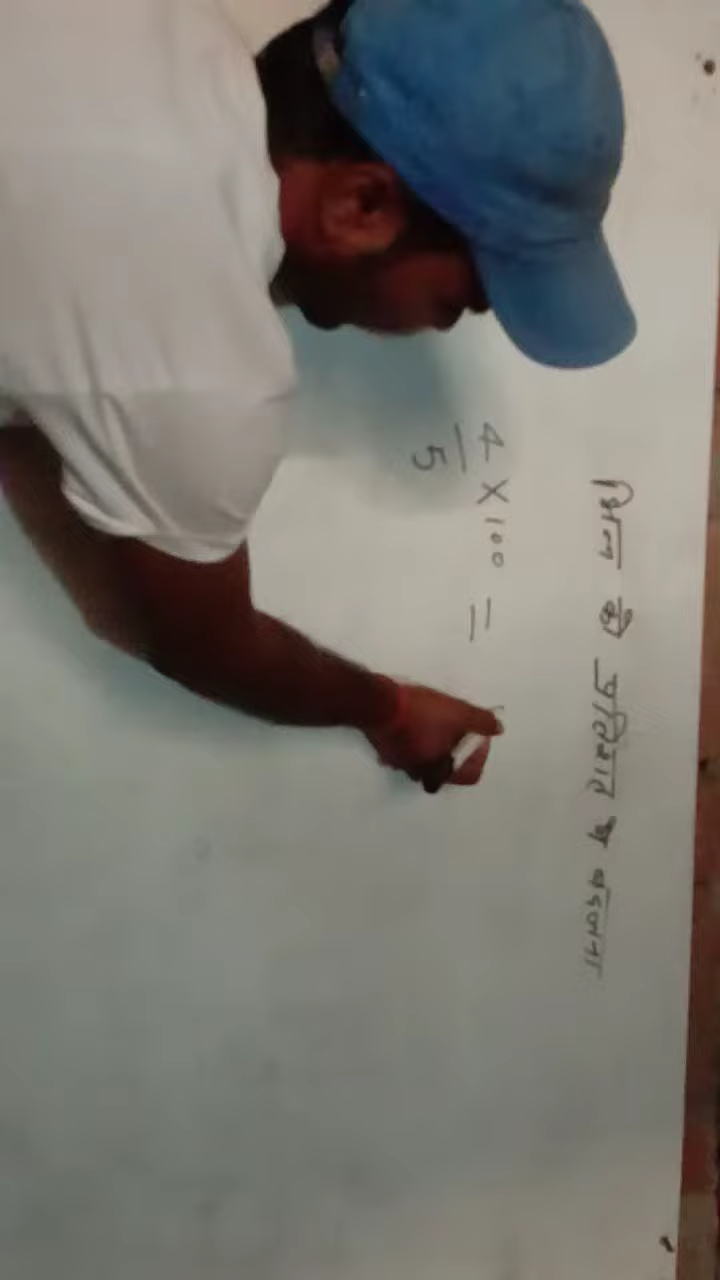 भिन्न को प्रतिशत मे बदलना
4/5 × 100 =